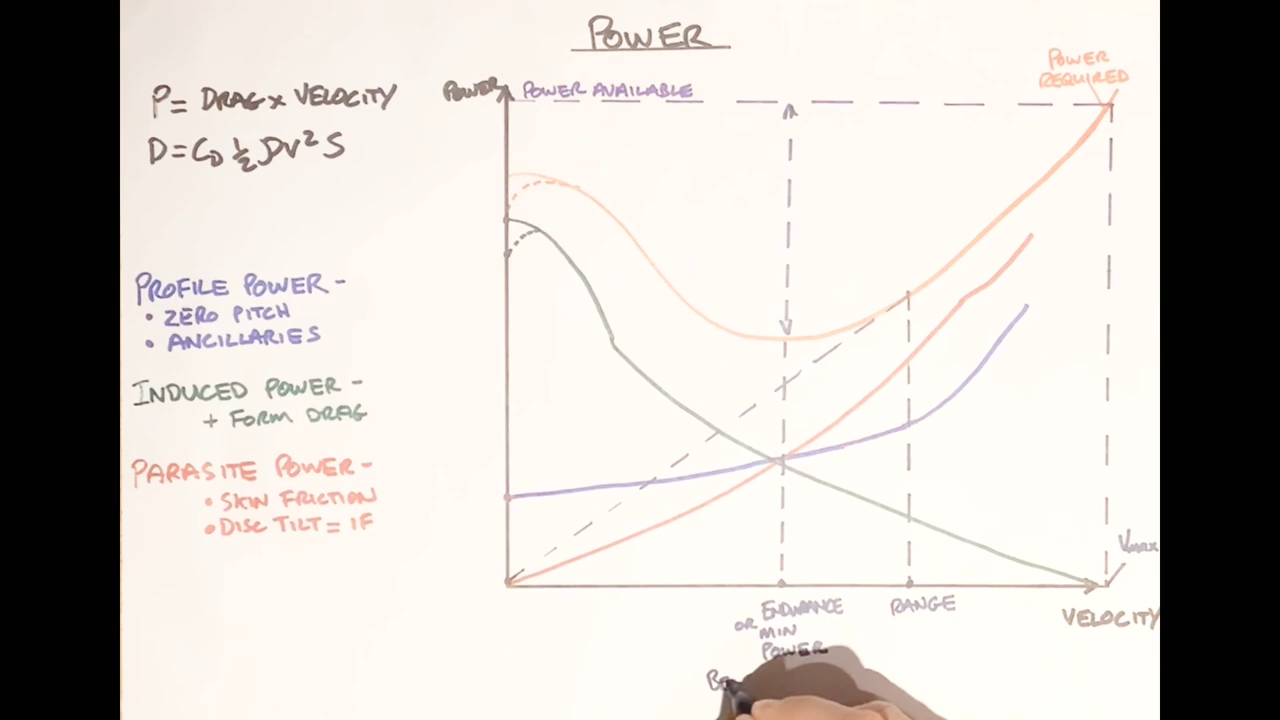 POWER
P = DRAG x VELOCITY
D = CD ½ ρV² S
PROFILE POWER -
• ZERO PITCH
• ANCILLARIES
INDUCED POWER -
+ FORM DRAG
PARASITE POWER -
• SKIN FRICTION
• DISC TILT = IF
POWER
POWER AVAILABLE
POWER
REQUIRED
VMAX
VELOCITY
ENDURANCE
OR MIN
POWER
RANGE